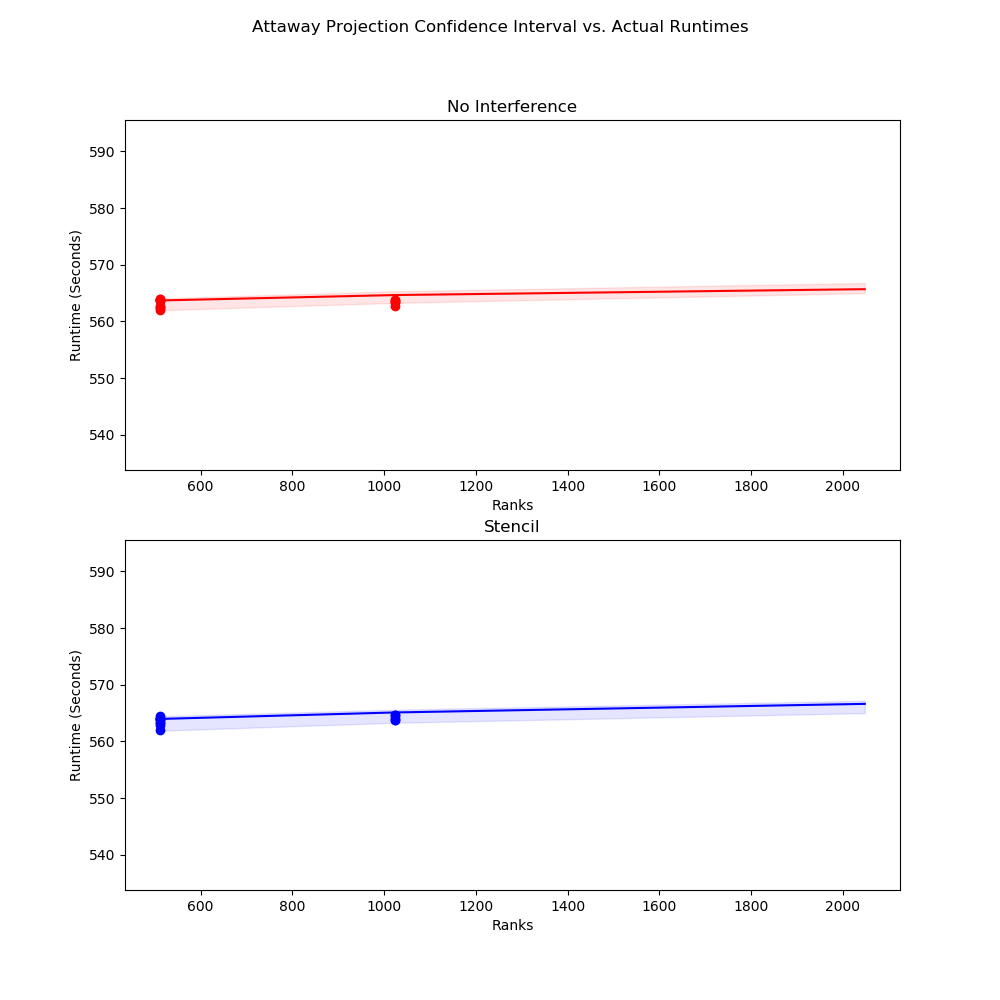 Attaway Projection Confidence Interval vs. Actual Runtimes
No Interference
590
580
570
560
550
540
Runtime (Seconds)
600 800 1000 1200 1400 1600 1800 2000
Ranks
Stencil
590
580
570
560
550
540
Runtime (Seconds)
600 800 1000 1200 1400 1600 1800 2000
Ranks